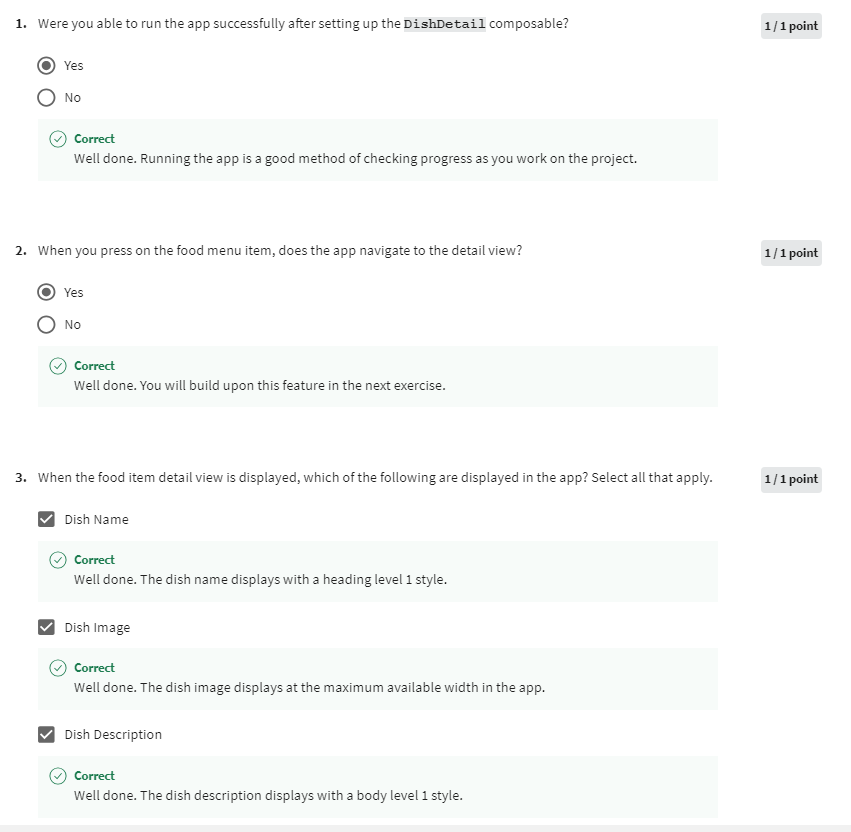 1. Were you able to run the app successfully after setting up the DishDetail composable? 1 / 1 point
Yes
No
Correct
Well done. Running the app is a good method of checking progress as you work on the project.
2. When you press on the food menu item, does the app navigate to the detail view? 1 / 1 point
Yes
No
Correct
Well done. You will build upon this feature in the next exercise.
3. When the food item detail view is displayed, which of the following are displayed in the app? Select all that apply. 1 / 1 point
Dish Name
Correct
Well done. The dish name displays with a heading level 1 style.
Dish Image
Correct
Well done. The dish image displays at the maximum available width in the app.
Dish Description
Correct
Well done. The dish description displays with a body level 1 style.